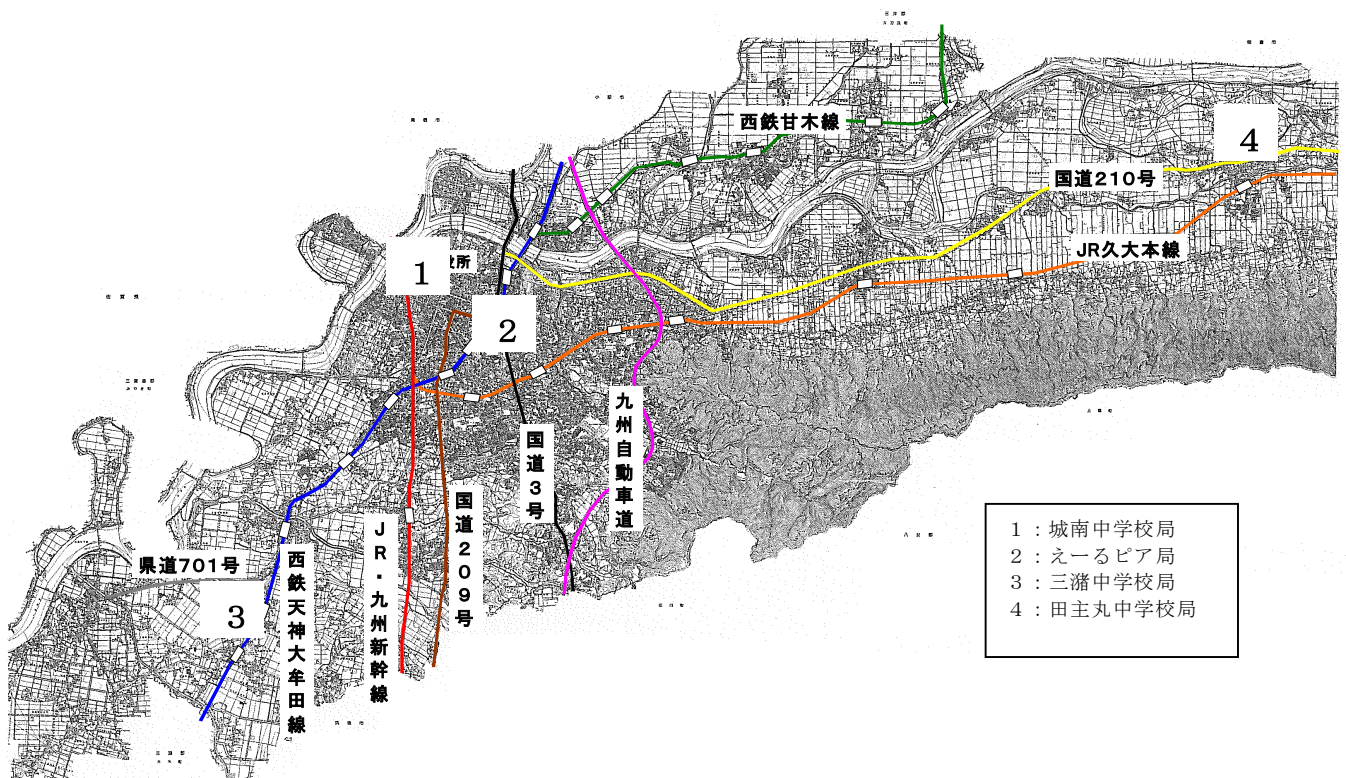 西鉄甘木線
4
国道210号
JR久大本線
1
役所
2
九州自動車道
国道3号
国道209号
JR・九州新幹線
西鉄天神大牟田線
県道701号
3
1：城南中学校局
2：えーるピア局
3：三潴中学校局
4：田主丸中学校局